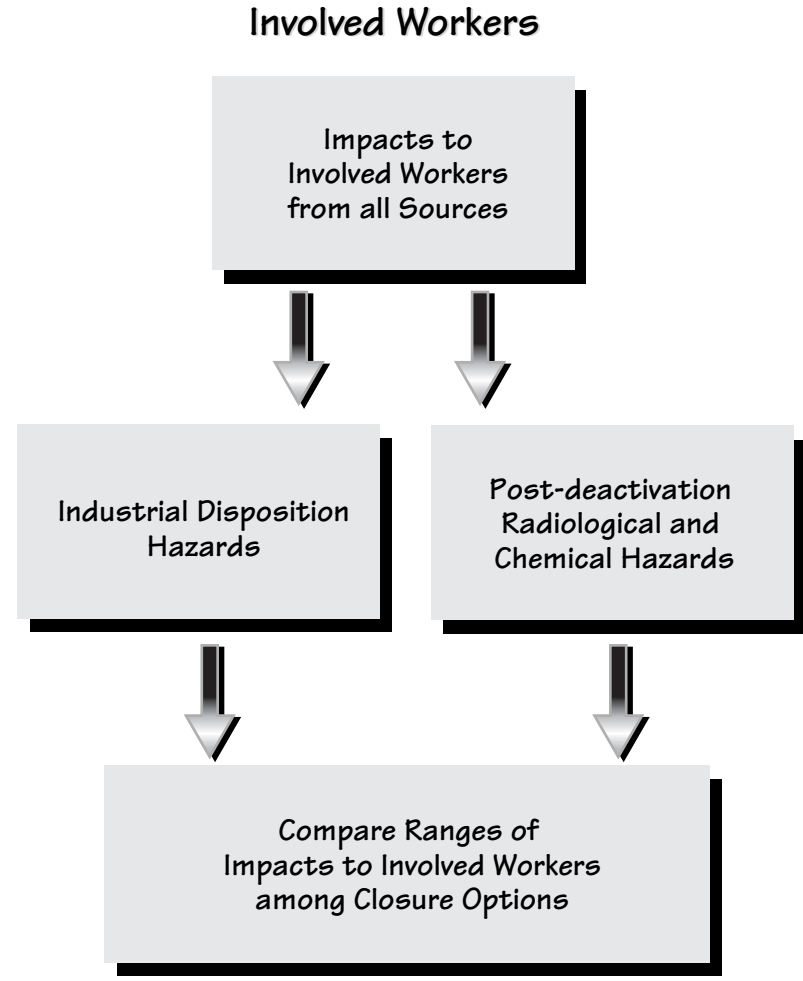 Involved Workers
Impacts to
Involved Workers
from all Sources
Industrial Disposition
Hazards
Post-deactivation
Radiological and
Chemical Hazards
Compare Ranges of
Impacts to Involved Workers
among Closure Options